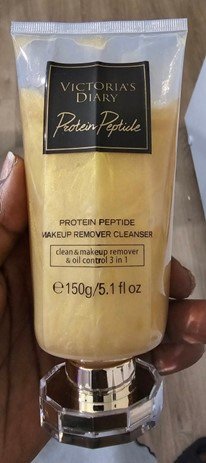 VICTORIA'S
DIARY
Protein Peptide
PROTEIN PEPTIDE
MAKEUP REMOVER CLEANSER
clean & makeup remover
& oil control 3 in 1
℮150g/5.1 fl oz